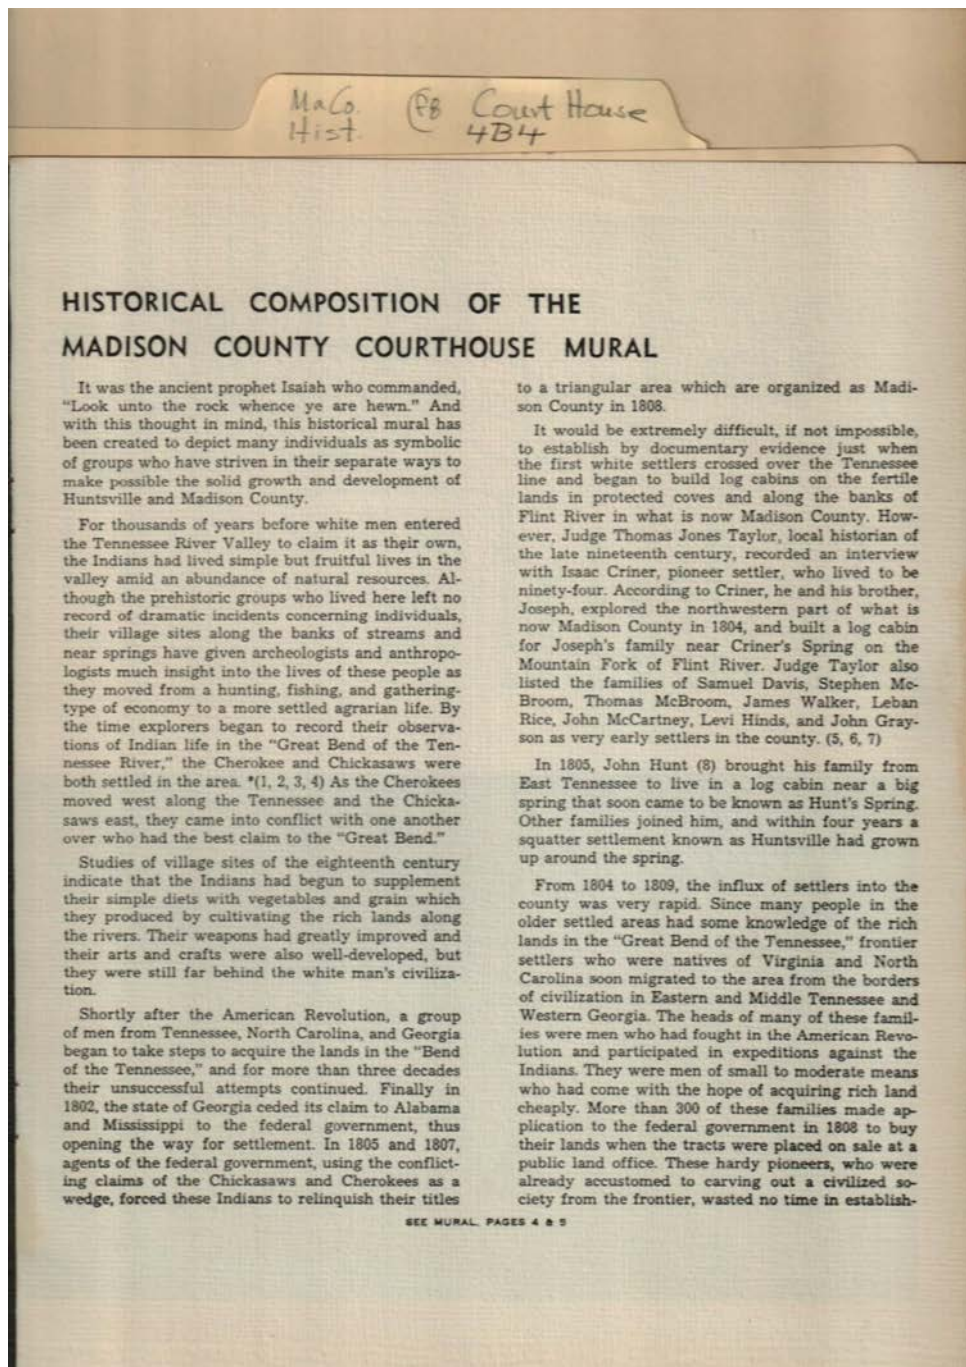 MaCo. (F8 Court House
Hist. 4B4
HISTORICAL COMPOSITION OF THE
MADISON COUNTY COURTHOUSE MURAL
It was the ancient prophet Isaiah who commanded,
"Look unto the rock whence ye are hewn." And
with this thought in mind, this historical mural has
been created to depict many individuals as symbolic
of groups who have striven in their separate ways to
make possible the solid growth and development of
Huntsville and Madison County.
For thousands of years before white men entered
the Tennessee River Valley to claim it as their own,
the Indians had lived simple but fruitful lives in the
valley amid an abundance of natural resources. Al-
though the prehistoric groups who lived here left no
record of dramatic incidents concerning individuals,
their village sites along the banks of streams and
near springs have given archeologists and anthropo-
logists much insight into the lives of these people as
they moved from a hunting, fishing, and gathering-
type of economy to a more settled agrarian life. By
the time explorers began to record their observa-
tions of Indian life in the "Great Bend of the Ten-
nessee River," the Cherokee and Chickasaws were
both settled in the area. *(1, 2, 3, 4) As the Cherokees
moved west along the Tennessee and the Chicka-
saws east, they came into conflict with one another
over who had the best claim to the "Great Bend."
Studies of village sites of the eighteenth century
indicate that the Indians had begun to supplement
their simple diets with vegetables and grain which
they produced by cultivating the rich lands along
the rivers. Their weapons had greatly improved and
their arts and crafts were also well-developed, but
they were still far behind the white man's civiliza-
tion.
Shortly after the American Revolution, a group
of men from Tennessee, North Carolina, and Georgia
began to take steps to acquire the lands in the "Bend
of the Tennessee," and for more than three decades
their unsuccessful attempts continued. Finally in
1802, the state of Georgia ceded its claim to Alabama
and Mississippi to the federal government, thus
opening the way for settlement. In 1805 and 1807,
agents of the federal government, using the conflict-
ing claims of the Chickasaws and Cherokees as a
wedge, forced these Indians to relinquish their titles
to a triangular area which are organized as Madi-
son County in 1808.
It would be extremely difficult, if not impossible,
to establish by documentary evidence just when
the first white settlers crossed over the Tennessee
line and began to build log cabins on the fertile
lands in protected coves and along the banks of
Flint River in what is now Madison County. How-
ever, Judge Thomas Jones Taylor, local historian of
the late nineteenth century, recorded an interview
with Isaac Criner, pioneer settler, who lived to be
ninety-four. According to Criner, he and his brother,
Joseph, explored the northwestern part of what is
now Madison County in 1804, and built a log cabin
for Joseph's family near Criner's Spring on the
Mountain Fork of Flint River. Judge Taylor also
listed the families of Samuel Davis, Stephen Mc-
Broom, Thomas McBroom, James Walker, Leban
Rice, John McCartney, Levi Hinds, and John Gray-
son as very early settlers in the county. (5, 6, 7)
In 1805, John Hunt (8) brought his family from
East Tennessee to live in a log cabin near a big
spring that soon came to be known as Hunt's Spring.
Other families joined him, and within four years a
squatter settlement known as Huntsville had grown
up around the spring.
From 1804 to 1809, the influx of settlers into the
county was very rapid. Since many people in the
older settled areas had some knowledge of the rich
lands in the "Great Bend of the Tennessee," frontier
settlers who were natives of Virginia and North
Carolina soon migrated to the area from the borders
of civilization in Eastern and Middle Tennessee and
Western Georgia. The heads of many of these famil-
ies were men who had fought in the American Revo-
lution and participated in expeditions against the
Indians. They were men of small to moderate means
who had come with the hope of acquiring rich land
cheaply. More than 300 of these families made ap-
plication to the federal government in 1808 to buy
their lands when the tracts were placed on sale at a
public land office. These hardy pioneers, who were
already accustomed to carving out a civilized so-
ciety from the frontier, wasted no time in establish-
SEE MURAL, PAGES 4 & 5